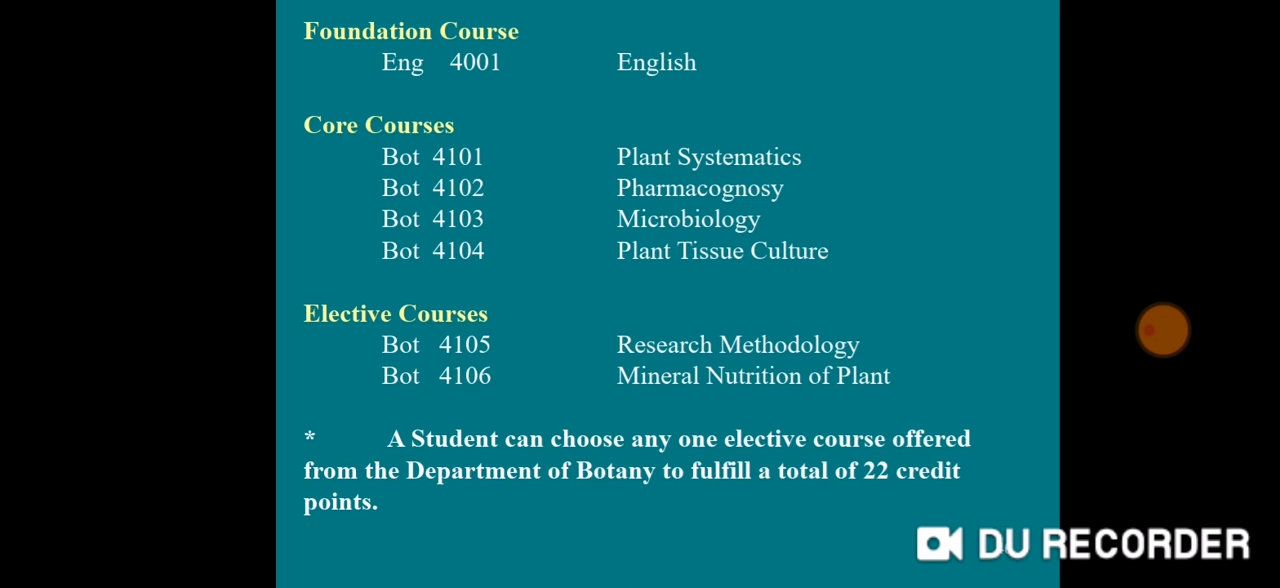 Foundation Course
Eng 4001 English
Core Courses
Bot 4101 Plant Systematics
Bot 4102 Pharmacognosy
Bot 4103 Microbiology
Bot 4104 Plant Tissue Culture
Elective Courses
Bot 4105 Research Methodology
Bot 4106 Mineral Nutrition of Plant
* A Student can choose any one elective course offered
from the Department of Botany to fulfill a total of 22 credit
points.
DU RECORDER